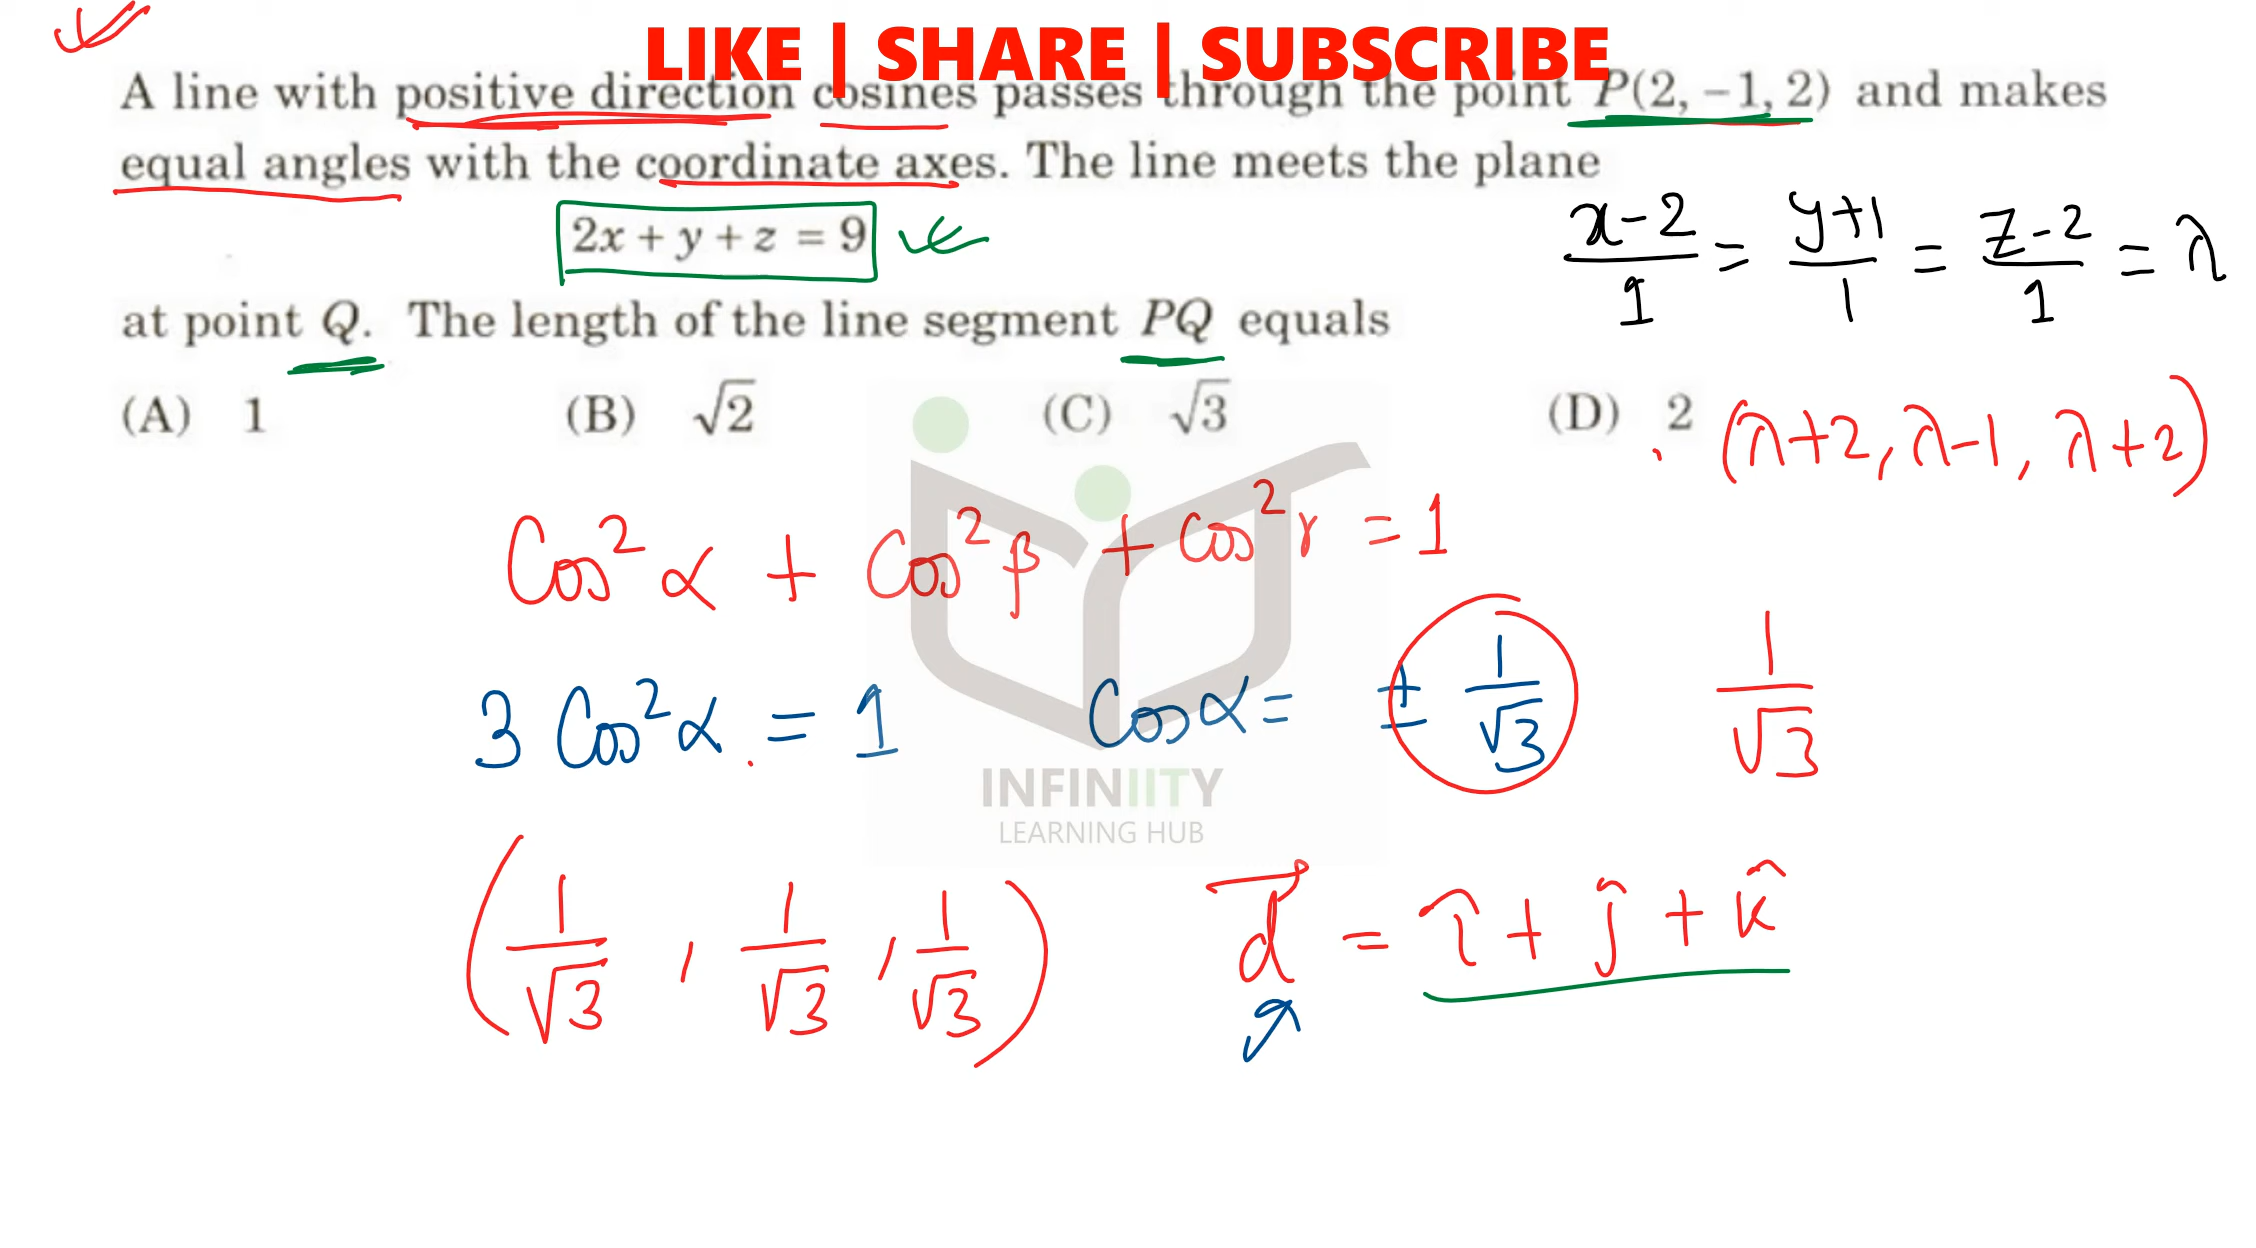 LIKE | SHARE | SUBSCRIBE
A line with positive direction cosines passes through the point P(2, −1, 2) and makes
equal angles with the coordinate axes. The line meets the plane
2x + y + z = 9
x-2/1 = y+1/1 = z-2/1 = λ
at point Q. The length of the line segment PQ equals
(A) 1 (B) √2 (C) √3 (D) 2
(λ+2, λ-1, λ+2)
Cos²α + Cos²β + Cos²γ = 1
3 Cos²α = 1 Cosα = ± 1/√3 1/√3
INFINIITY
LEARNING HUB
(1/√3, 1/√3, 1/√3) d⃗ = î + ĵ + k̂